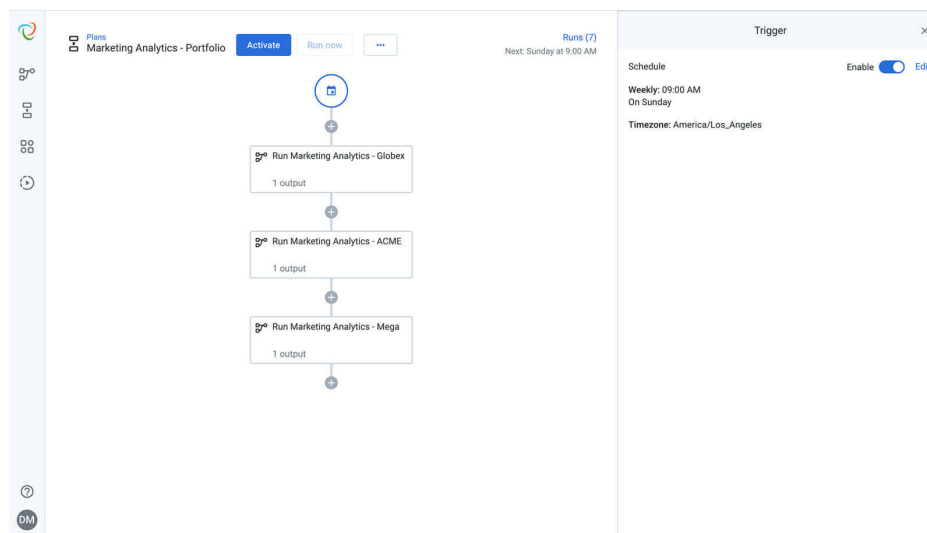 Plans
Marketing Analytics - Portfolio
Activate
Run now
Runs (7)
Next: Sunday at 9:00 AM
Run Marketing Analytics - Globex
1 output
Run Marketing Analytics - ACME
1 output
Run Marketing Analytics - Mega
1 output
DM
Trigger
Schedule
Enable
Edi
Weekly: 09:00 AM
On Sunday
Timezone: America/Los_Angeles